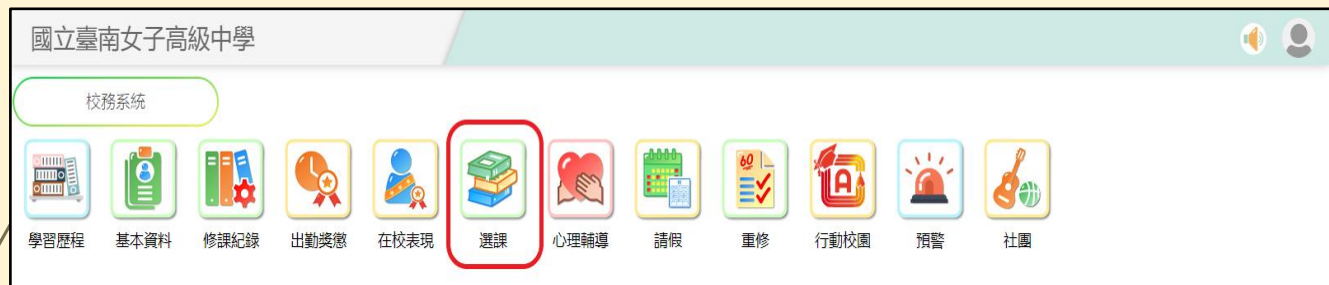 國立臺南女子高級中學
校務系統
60
A
學習歷程 基本資料 修課紀錄 出勤獎懲 在校表現 選課 心理輔導 請假 重修 行動校園 預警 社團